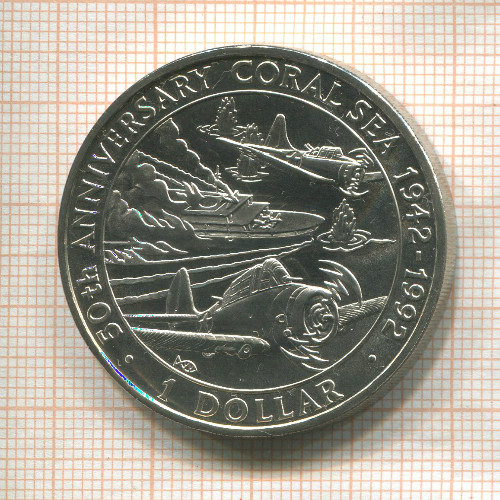 50th ANNIVERSARY CORAL SEA 1942-1992
1 DOLLAR